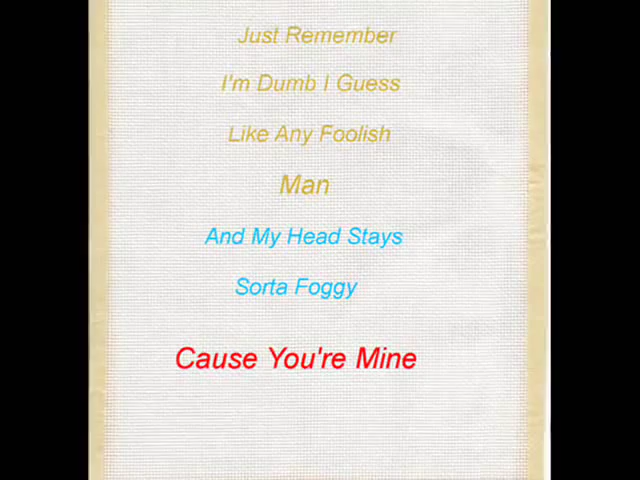 Just Remember
I'm Dumb I Guess
Like Any Foolish
Man
And My Head Stays
Sorta Foggy
Cause You're Mine